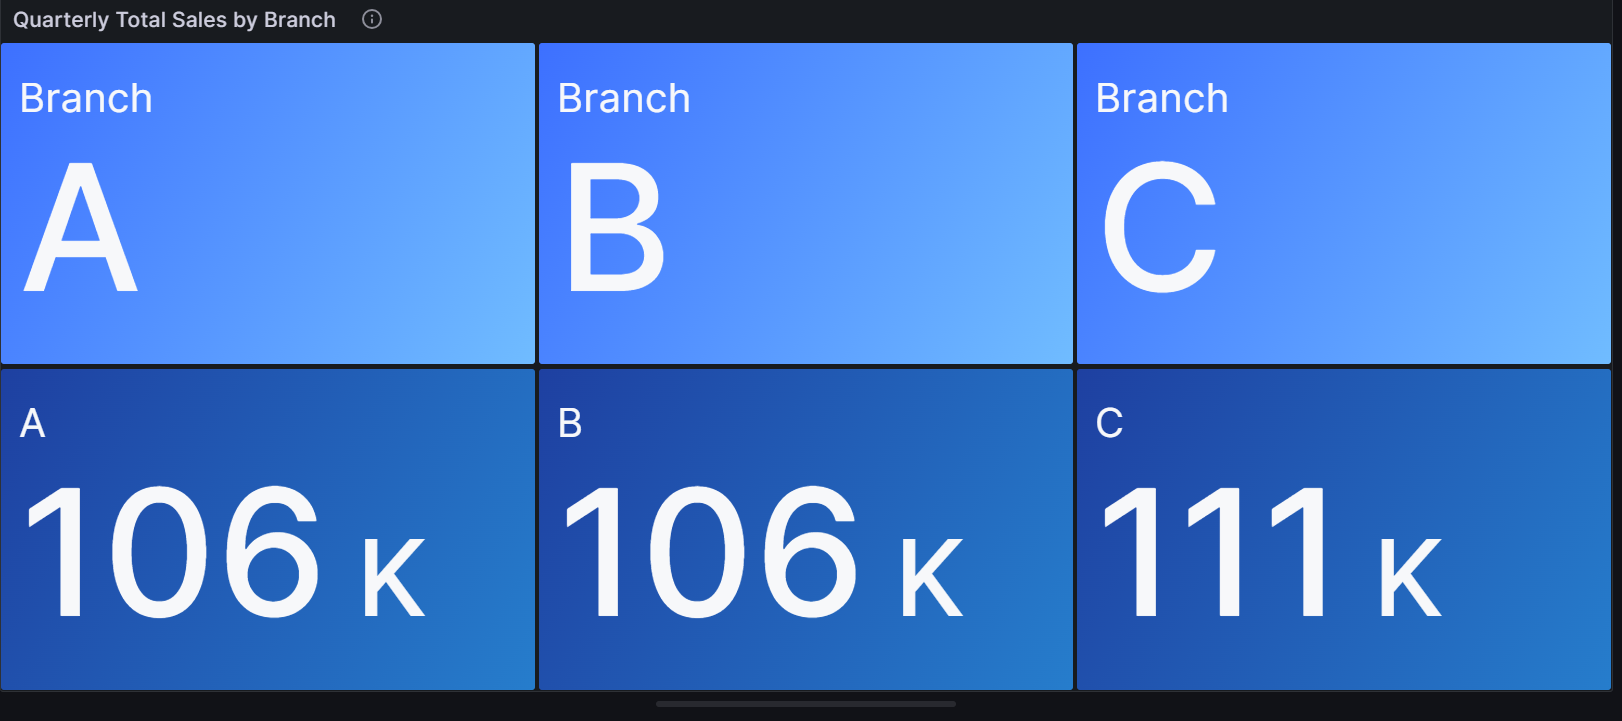 Quarterly Total Sales by Branch
Branch
A
Branch
B
Branch
C
A
106 K
B
106 K
C
111 K